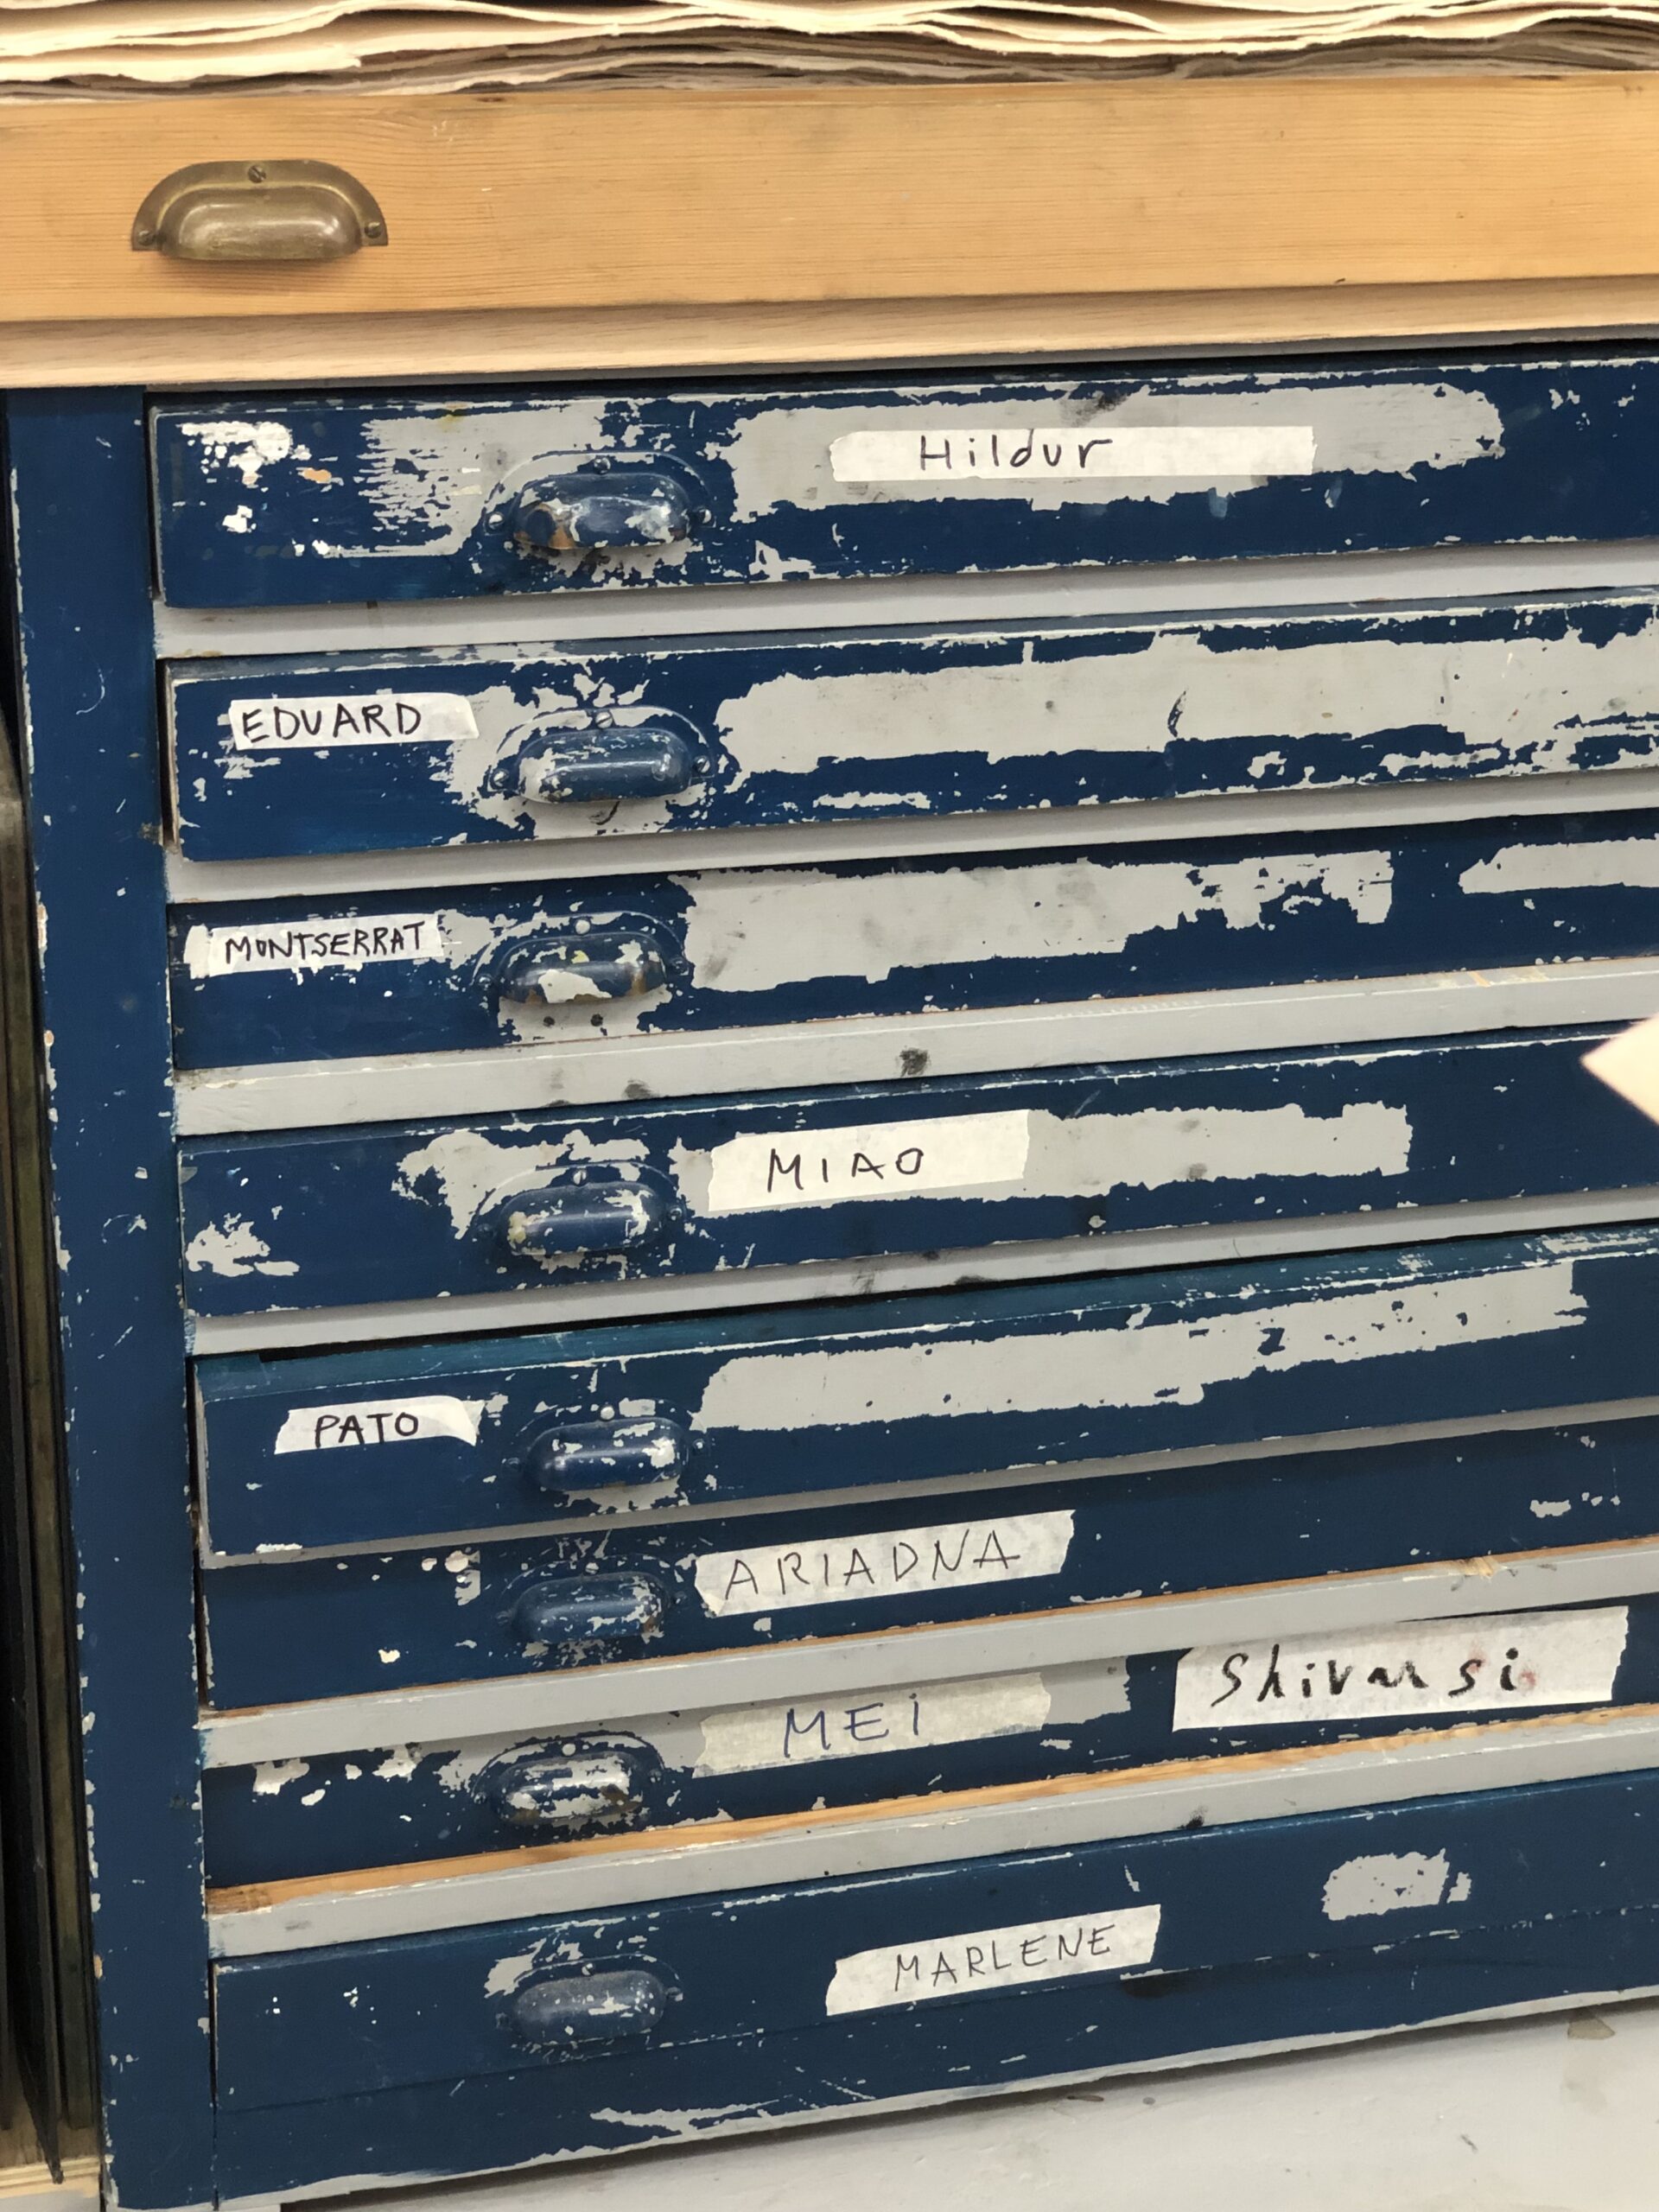 Hildur
EDUARD
MONTSERRAT
MIAO
PATO
ARIADNA
MEI
Shivansi
MARLENE